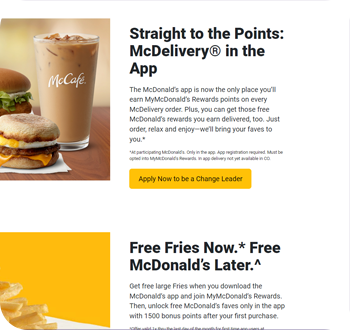 McCafé
Straight to the Points:
McDelivery® in the
App
The McDonald's app is now the only place you'll
earn MyMcDonald's Rewards points on every
McDelivery order. Plus, you can get those free
McDonald's rewards you earn delivered, too. Just
order, relax and enjoy—we'll bring your faves to
you.*
*At participating McDonald's. Only in the app. App registration required. Must be
opted into MyMcDonald's Rewards. In app delivery not yet available in CO.
Apply Now to be a Change Leader
Free Fries Now.* Free
McDonald's Later.^
Get free large Fries when you download the
McDonald's app and join MyMcDonald's Rewards.
Then, unlock free McDonald's faves only in the app
with 1500 bonus points after your first purchase.